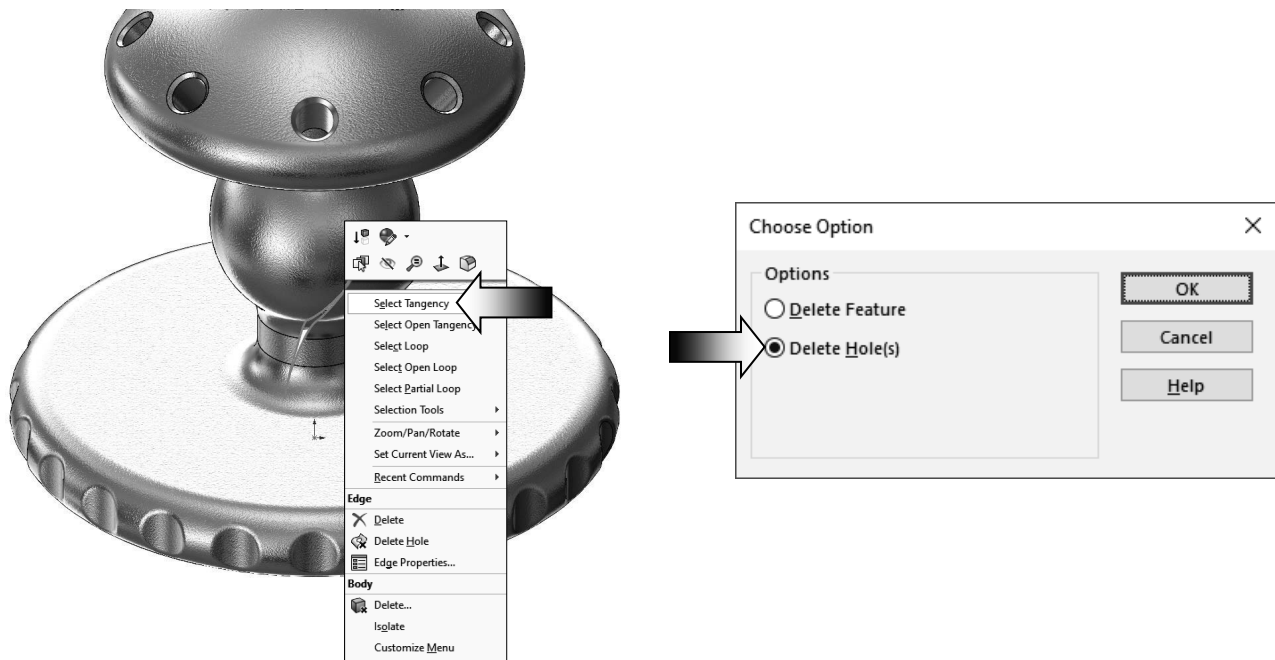 Select Tangency
Select Open Tangency
Select Loop
Select Open Loop
Select Partial Loop
Selection Tools
Zoom/Pan/Rotate
Set Current View As...
Recent Commands
Edge
Delete
Delete Hole
Edge Properties...
Body
Delete...
Isolate
Customize Menu
Choose Option
Options
Delete Feature
Delete Hole(s)
OK
Cancel
Help